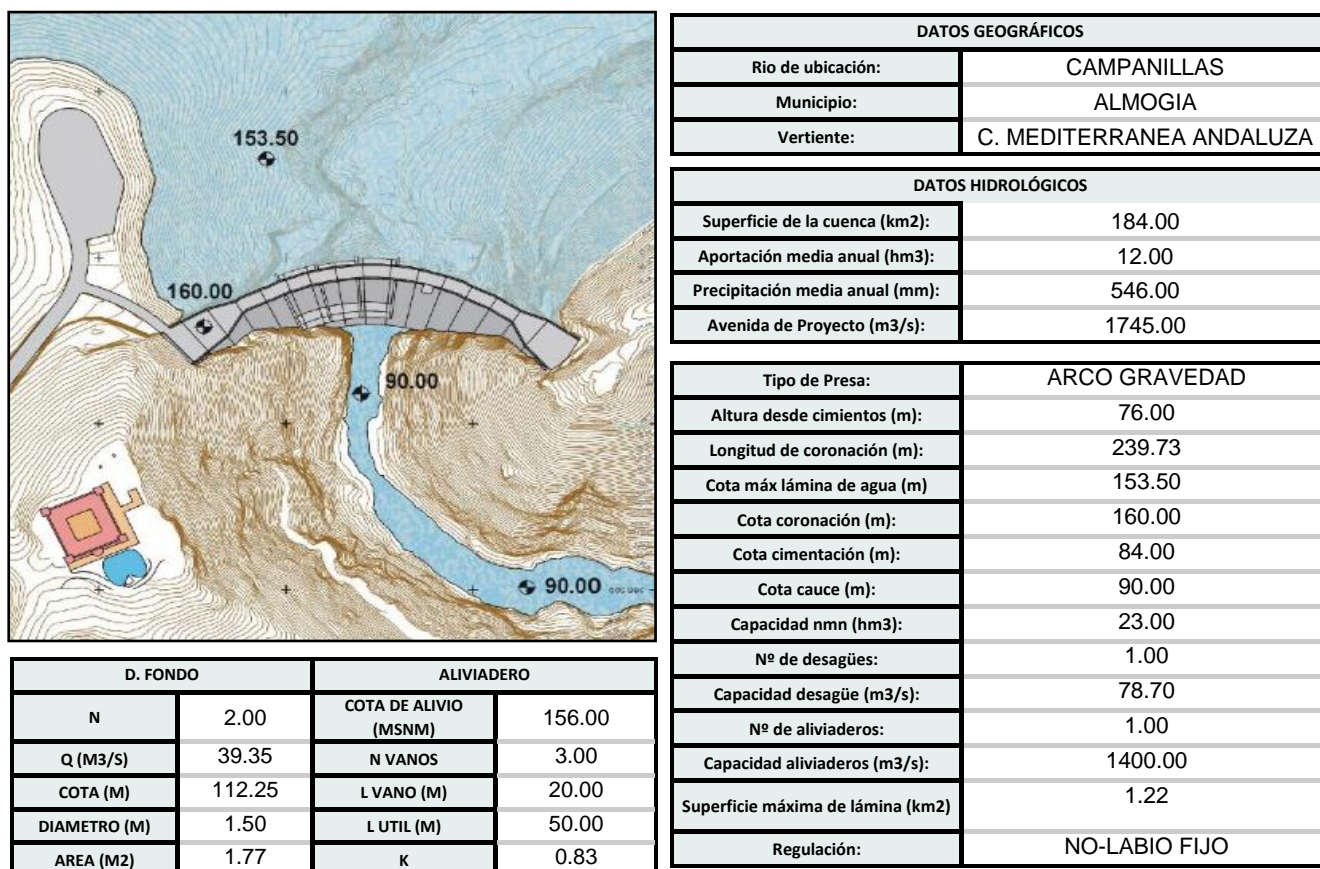 153.50
160.00
90.00
90.00
D. FONDO ALIVIADERO
N 2.00 COTA DE ALIVIO (MSNM) 156.00
Q (M3/S) 39.35 N VANOS 3.00
COTA (M) 112.25 L VANO (M) 20.00
DIAMETRO (M) 1.50 L UTIL (M) 50.00
AREA (M2) 1.77 K 0.83
DATOS GEOGRÁFICOS
Rio de ubicación: CAMPANILLAS
Municipio: ALMOGIA
Vertiente: C. MEDITERRANEA ANDALUZA
DATOS HIDROLÓGICOS
Superficie de la cuenca (km2): 184.00
Aportación media anual (hm3): 12.00
Precipitación media anual (mm): 546.00
Avenida de Proyecto (m3/s): 1745.00
Tipo de Presa: ARCO GRAVEDAD
Altura desde cimientos (m): 76.00
Longitud de coronación (m): 239.73
Cota máx lámina de agua (m) 153.50
Cota coronación (m): 160.00
Cota cimentación (m): 84.00
Cota cauce (m): 90.00
Capacidad nmn (hm3): 23.00
Nº de desagües: 1.00
Capacidad desagüe (m3/s): 78.70
Nº de aliviaderos: 1.00
Capacidad aliviaderos (m3/s): 1400.00
Superficie máxima de lámina (km2) 1.22
Regulación: NO-LABIO FIJO